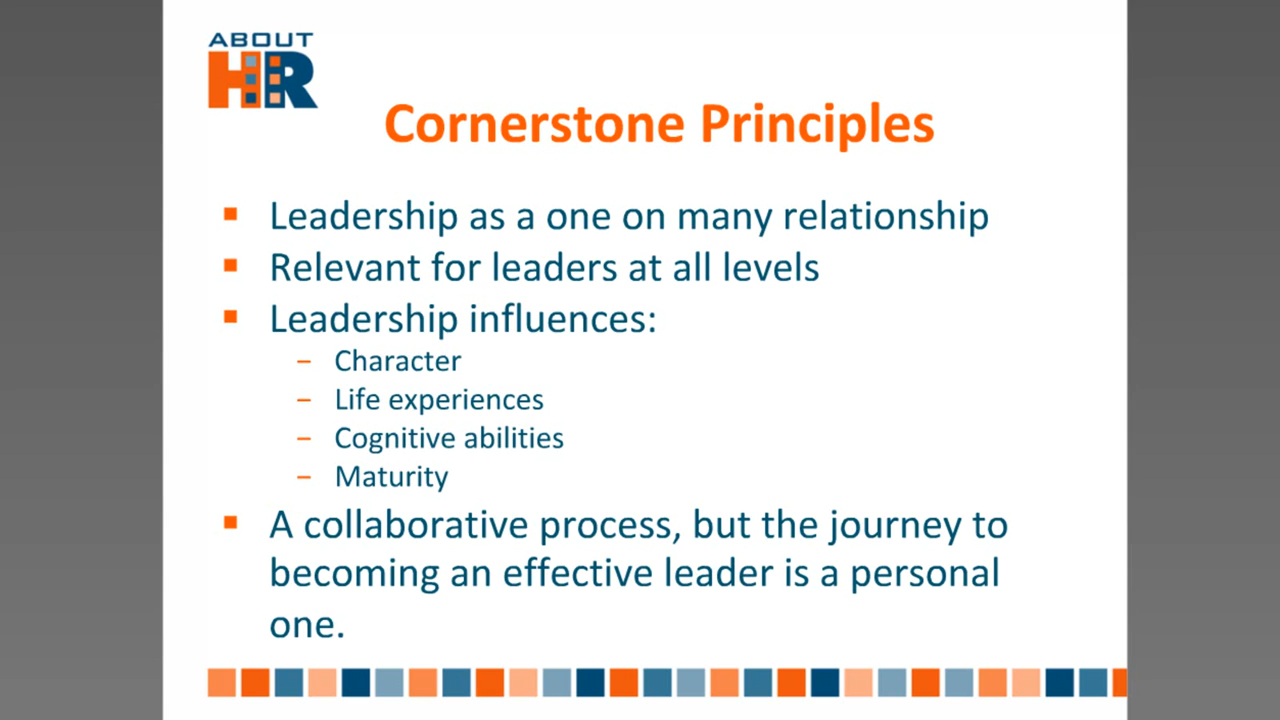 ABOUT
HR
Cornerstone Principles
▪ Leadership as a one on many relationship
▪ Relevant for leaders at all levels
▪ Leadership influences:
– Character
– Life experiences
– Cognitive abilities
– Maturity
▪ A collaborative process, but the journey to
becoming an effective leader is a personal
one.